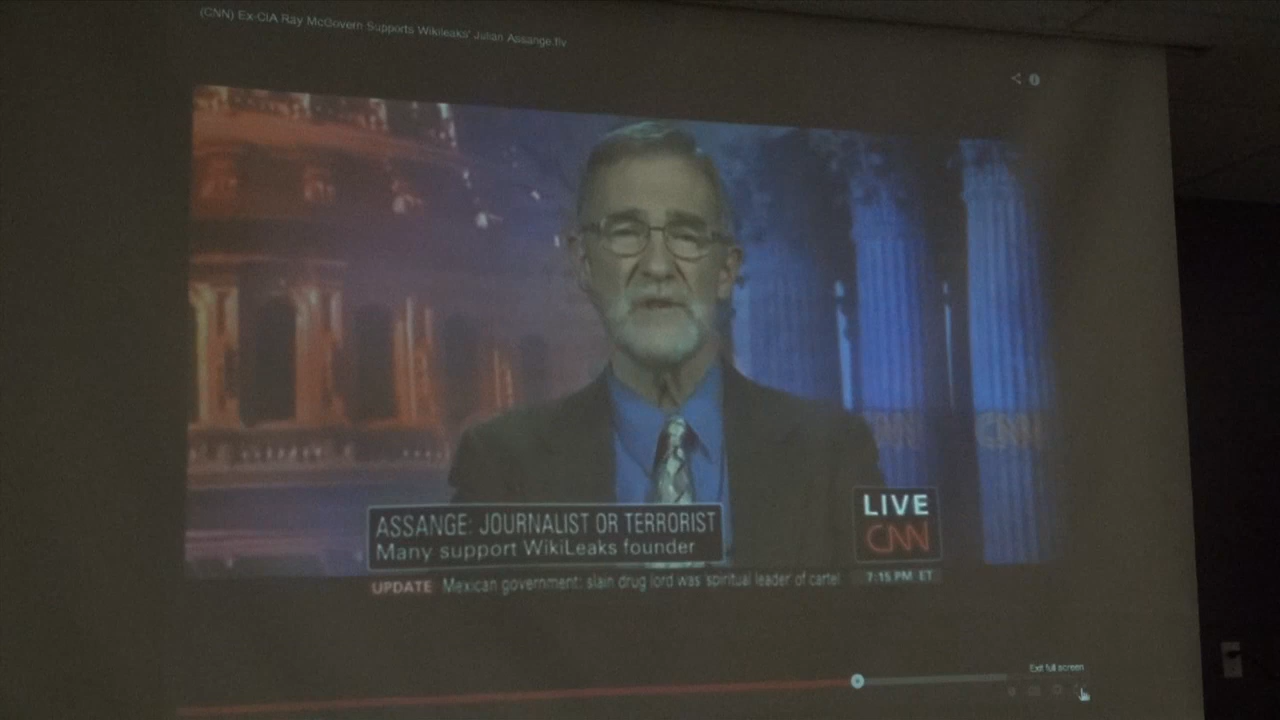 (CNN) Ex-CIA Ray McGovern Supports Wikileaks' Julian Assange.flv
CNN CNN
ASSANGE: JOURNALIST OR TERRORIST
Many support WikiLeaks founder
LIVE
CNN
UPDATE Mexican government: slain drug lord was spiritual leader of cartel
7:15 PM ET
Exit full screen